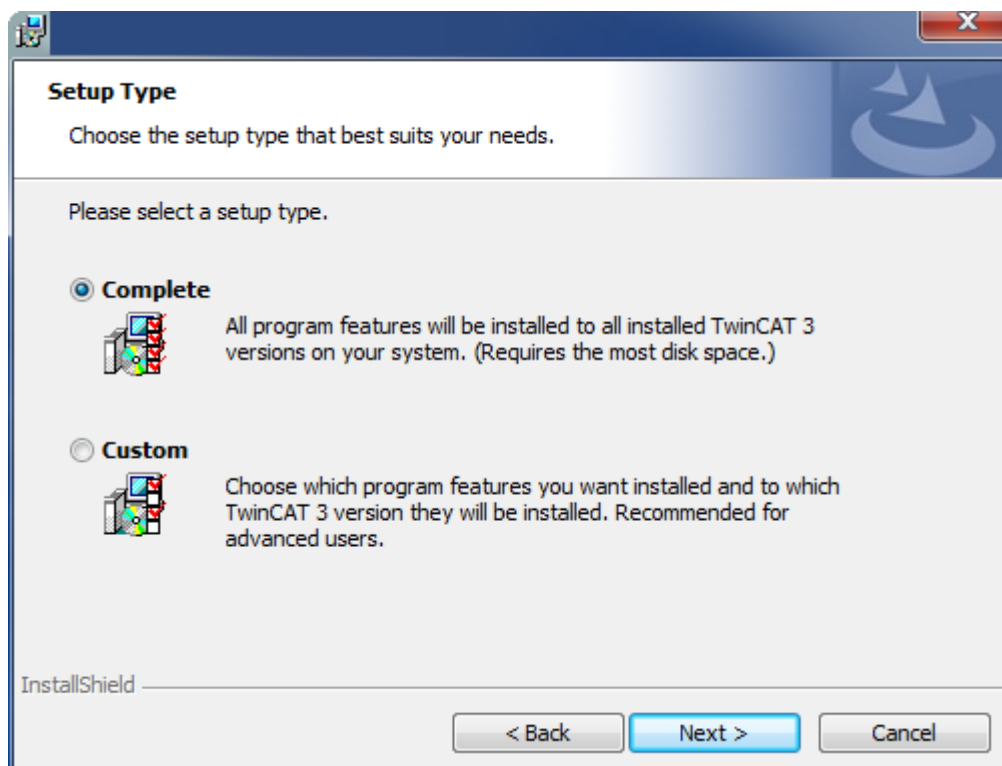 Setup Type
Choose the setup type that best suits your needs.
Please select a setup type.
Complete
All program features will be installed to all installed TwinCAT 3
versions on your system. (Requires the most disk space.)
Custom
Choose which program features you want installed and to which
TwinCAT 3 version they will be installed. Recommended for
advanced users.
InstallShield
< Back Next > Cancel